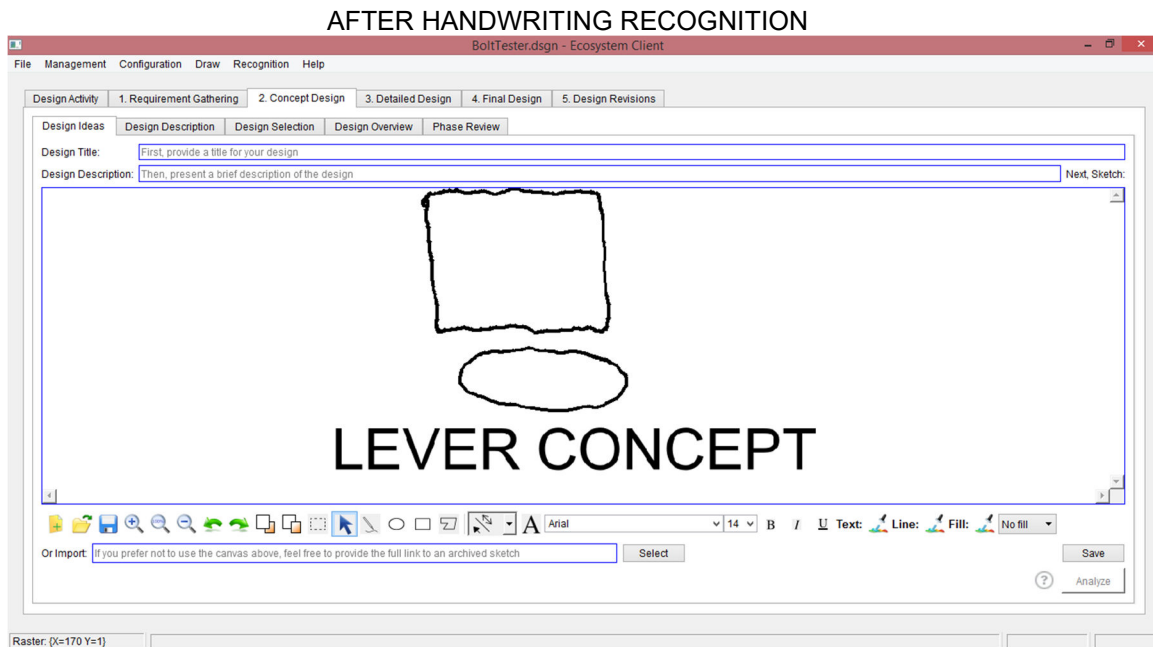 AFTER HANDWRITING RECOGNITION
BoltTester.dsgn - Ecosystem Client
File Management Configuration Draw Recognition Help
Design Activity 1. Requirement Gathering 2. Concept Design 3. Detailed Design 4. Final Design 5. Design Revisions
Design Ideas Design Description Design Selection Design Overview Phase Review
Design Title: First, provide a title for your design
Design Description: Then, present a brief description of the design Next, Sketch:
LEVER CONCEPT
A Arial 14 B I U Text: Line: Fill: No fill
Or Import: If you prefer not to use the canvas above, feel free to provide the full link to an archived sketch Select Save
? Analyze
Raster: {X=170 Y=1}